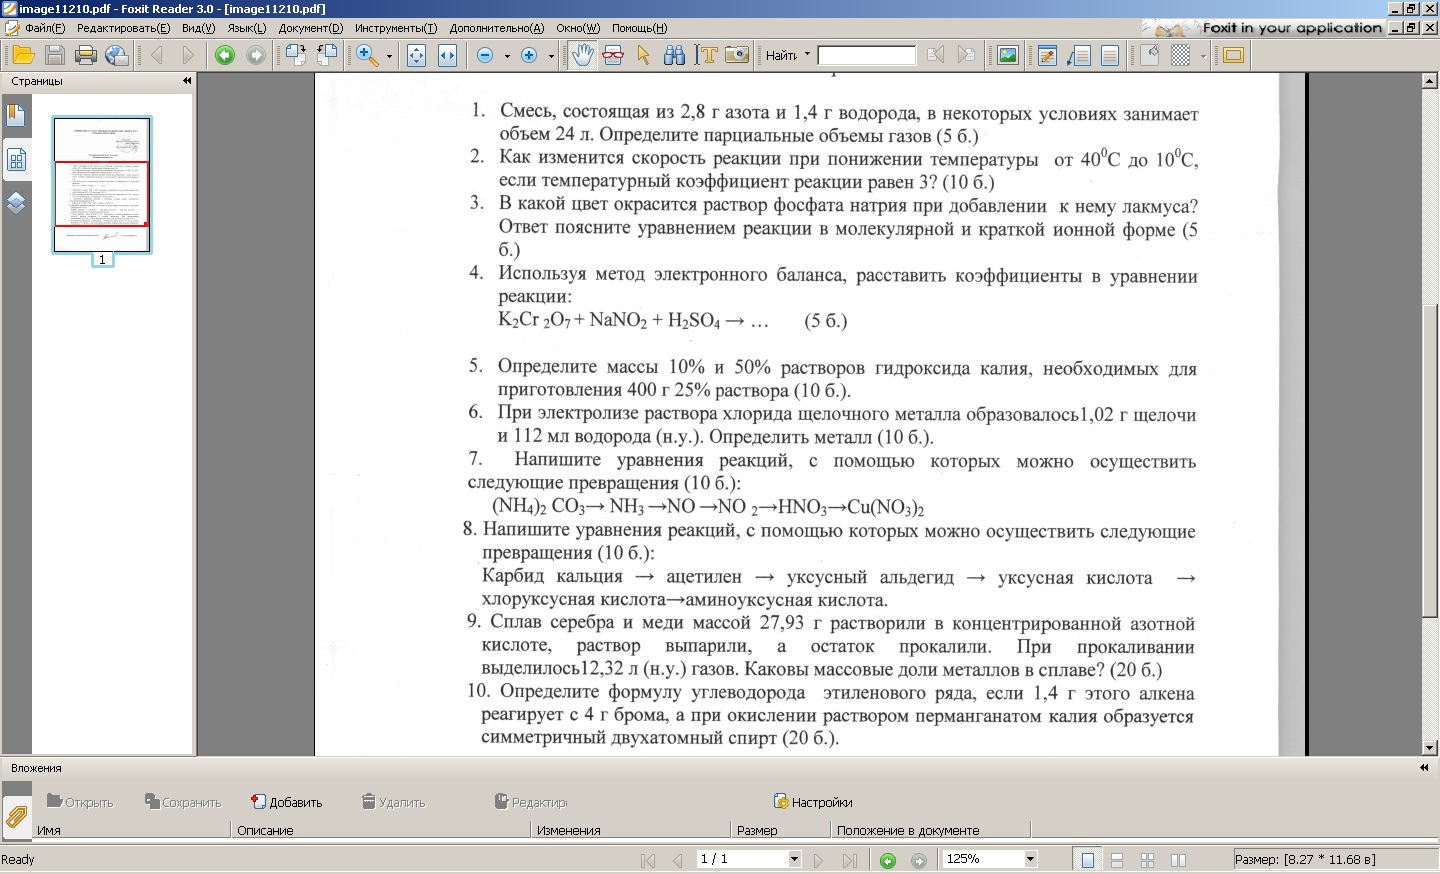 image11210.pdf - Foxit Reader 3.0 - [image11210.pdf]
Файл(F) Редактировать(E) Вид(V) Язык(L) Документ(D) Инструменты(T) Дополнительно(A) Окно(W) Помощь(H)
Foxit in your application
Найти
Страницы
1. Смесь, состоящая из 2,8 г азота и 1,4 г водорода, в некоторых условиях занимает
объем 24 л. Определите парциальные объемы газов (5 б.)
2. Как изменится скорость реакции при понижении температуры от 40⁰С до 10⁰С,
если температурный коэффициент реакции равен 3? (10 б.)
3. В какой цвет окрасится раствор фосфата натрия при добавлении к нему лакмуса?
Ответ поясните уравнением реакции в молекулярной и краткой ионной форме (5
б.)
4. Используя метод электронного баланса, расставить коэффициенты в уравнении
реакции:
K₂Cr ₂O₇ + NaNO₂ + H₂SO₄ → … (5 б.)
5. Определите массы 10% и 50% растворов гидроксида калия, необходимых для
приготовления 400 г 25% раствора (10 б.).
6. При электролизе раствора хлорида щелочного металла образовалось1,02 г щелочи
и 112 мл водорода (н.у.). Определить металл (10 б.).
7. Напишите уравнения реакций, с помощью которых можно осуществить
следующие превращения (10 б.):
(NH₄)₂ CO₃→ NH₃ →NO →NO ₂→HNO₃→Cu(NO₃)₂
8. Напишите уравнения реакций, с помощью которых можно осуществить следующие
превращения (10 б.):
Карбид кальция → ацетилен → уксусный альдегид → уксусная кислота →
хлоруксусная кислота→аминоуксусная кислота.
9. Сплав серебра и меди массой 27,93 г растворили в концентрированной азотной
кислоте, раствор выпарили, а остаток прокалили. При прокаливании
выделилось12,32 л (н.у.) газов. Каковы массовые доли металлов в сплаве? (20 б.)
10. Определите формулу углеводорода этиленового ряда, если 1,4 г этого алкена
реагирует с 4 г брома, а при окислении раствором перманганатом калия образуется
симметричный двухатомный спирт (20 б.).
1
Вложения
Открыть Сохранить Добавить Удалить Редактир Настройки
Имя Описание Изменения Размер Положение в документе
Ready 1 / 1 125% Размер: [8.27 * 11.68 в]